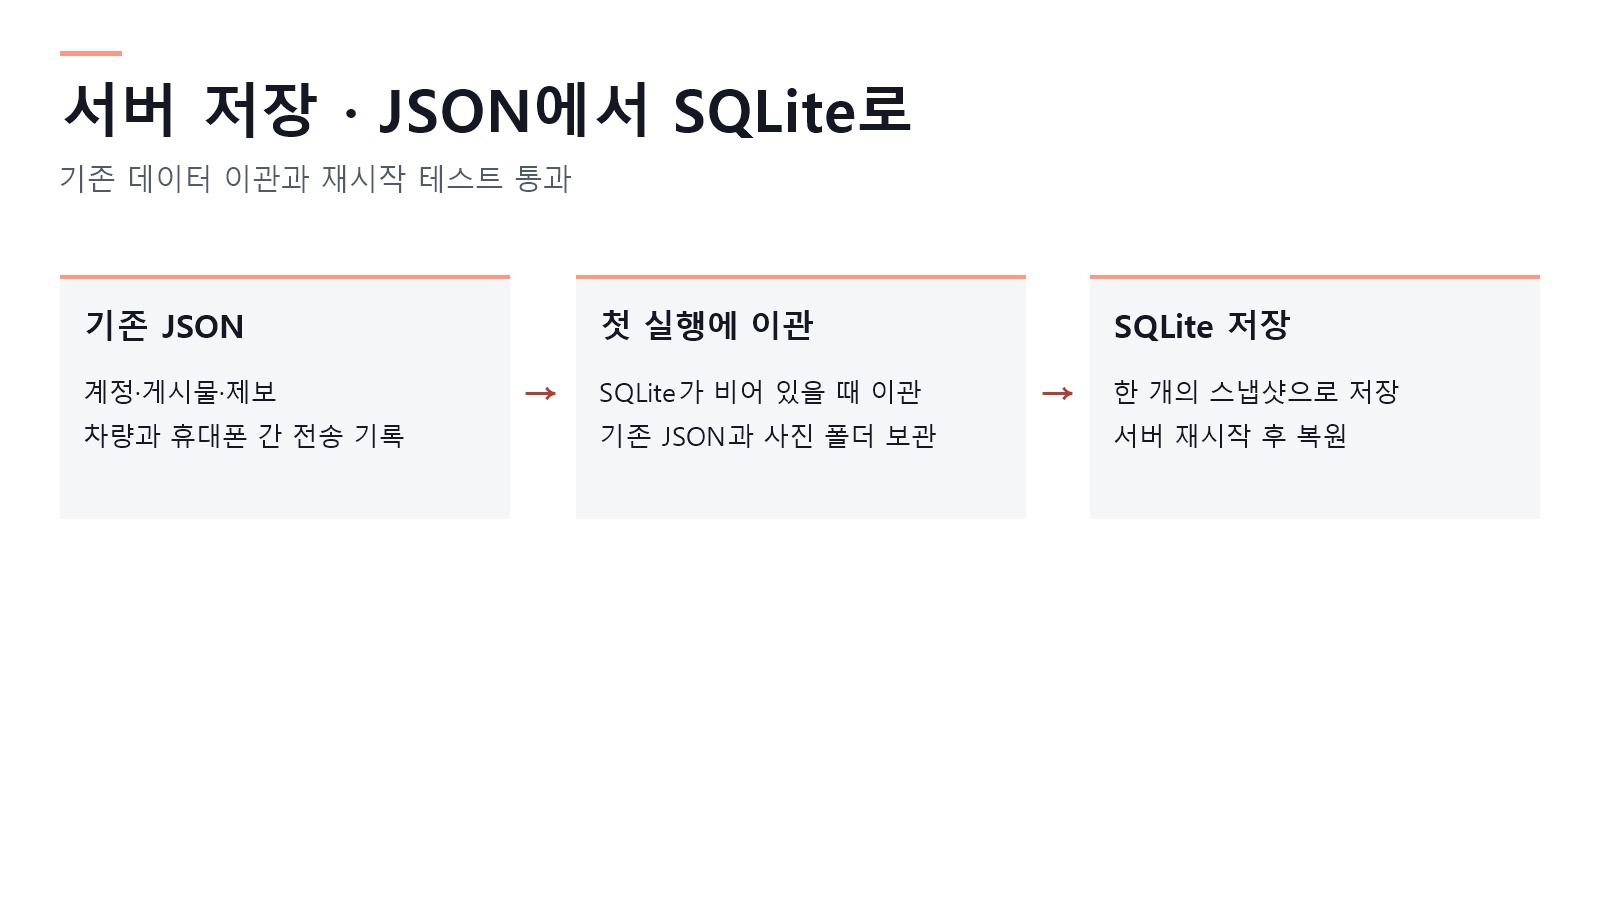 서버 저장 · JSON에서 SQLite로
기존 데이터 이관과 재시작 테스트 통과
기존 JSON
계정·게시물·제보
차량과 휴대폰 간 전송 기록
→
첫 실행에 이관
SQLite가 비어 있을 때 이관
기존 JSON과 사진 폴더 보관
→
SQLite 저장
한 개의 스냅샷으로 저장
서버 재시작 후 복원